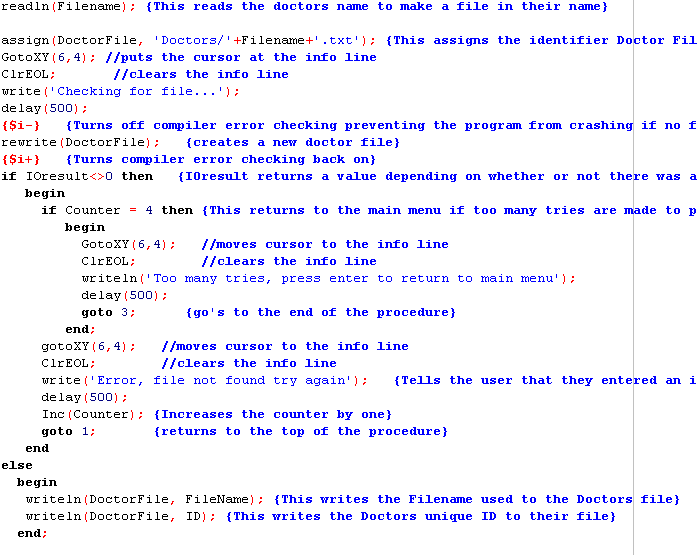 readln(Filename); {This reads the doctors name to make a file in their name}
assign(DoctorFile, 'Doctors/'+Filename+'.txt'); {This assigns the identifier Doctor Fil
GotoXY(6,4); //puts the cursor at the info line
ClrEOL; //clears the info line
write('Checking for file...');
delay(500);
{$i-} {Turns off compiler error checking preventing the program from crashing if no f
rewrite(DoctorFile); {creates a new doctor file}
{$i+} {Turns compiler error checking back on}
if IOresult<>0 then {IOresult returns a value depending on whether or not there was a
begin
if Counter = 4 then {This returns to the main menu if too many tries are made to p
begin
GotoXY(6,4); //moves cursor to the info line
ClrEOL; //clears the info line
writeln('Too many tries, press enter to return to main menu');
delay(500);
goto 3; {go's to the end of the procedure}
end;
gotoXY(6,4); //moves cursor to the info line
ClrEOL; //clears the info line
write('Error, file not found try again'); {Tells the user that they entered an i
delay(500);
Inc(Counter); {Increases the counter by one}
goto 1; {returns to the top of the procedure}
end
else
begin
writeln(DoctorFile, FileName); {This writes the Filename used to the Doctors file}
writeln(DoctorFile, ID); {This writes the Doctors unique ID to their file}
end;